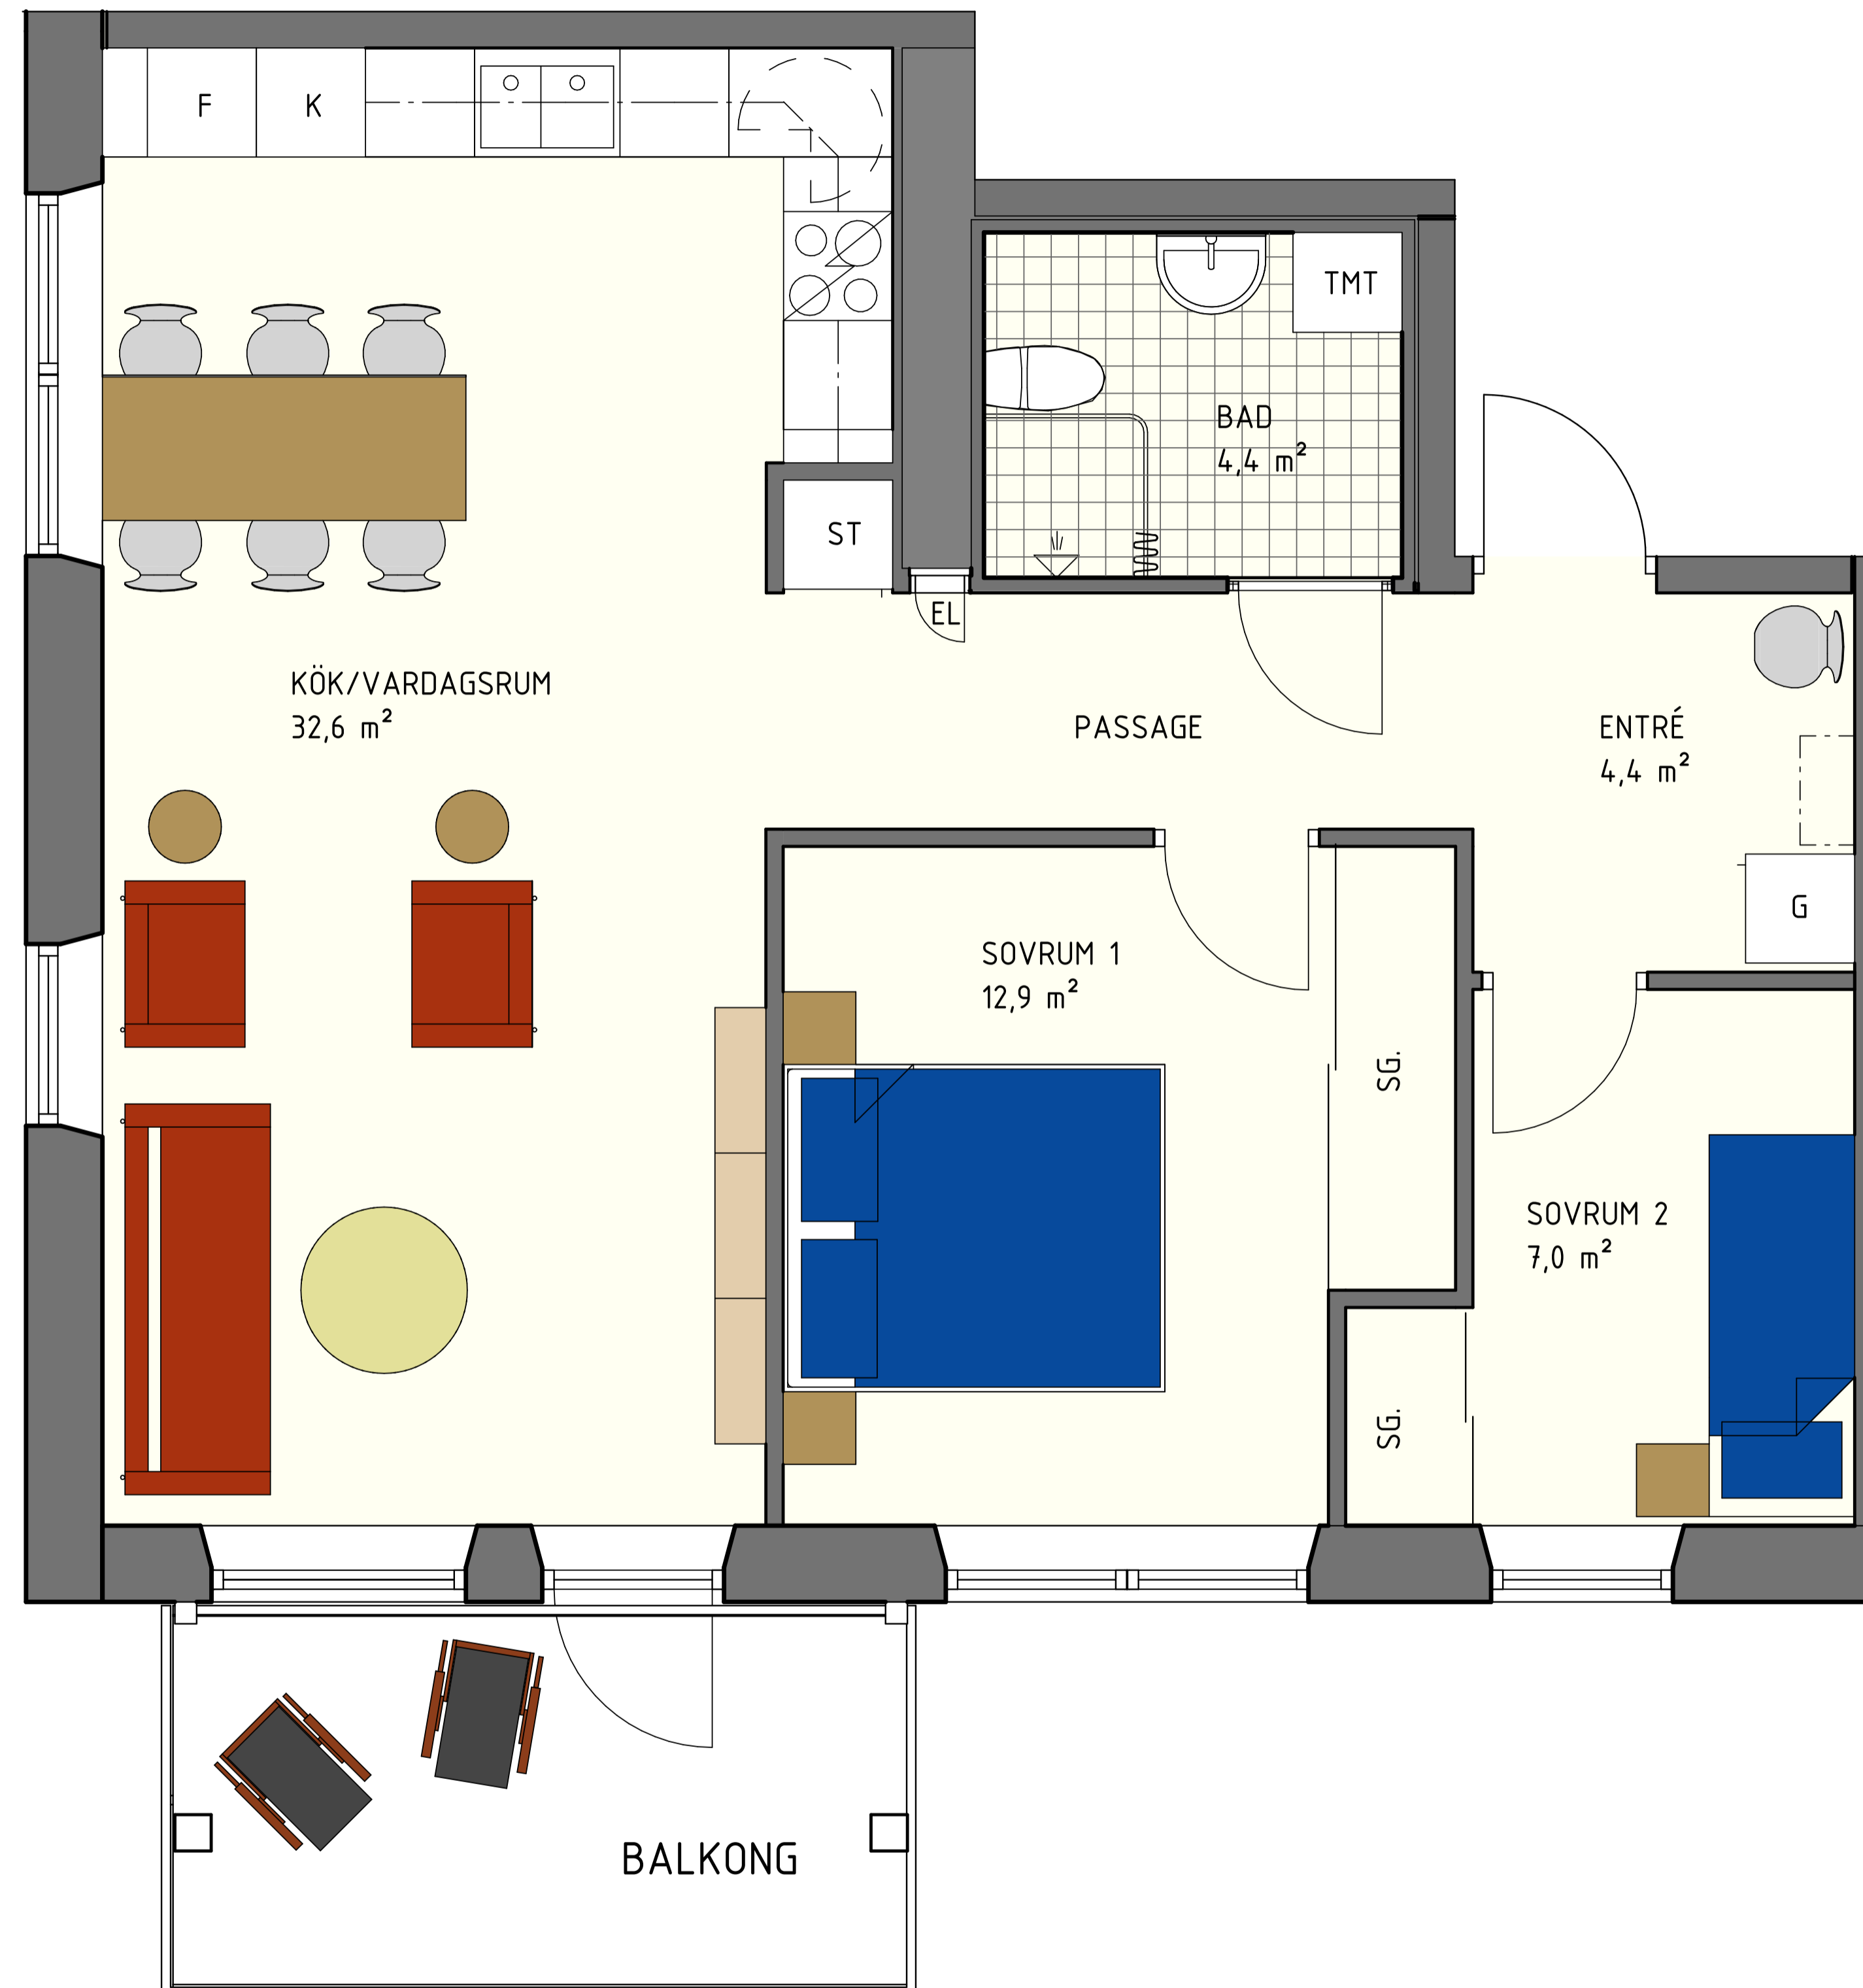 F
K
TMT
BAD
4,4 m²
ST
EL
KÖK/VARDAGSRUM
32,6 m²
PASSAGE
ENTRÉ
4,4 m²
G
SOVRUM 1
12,9 m²
SG.
SOVRUM 2
7,0 m²
SG.
BALKONG